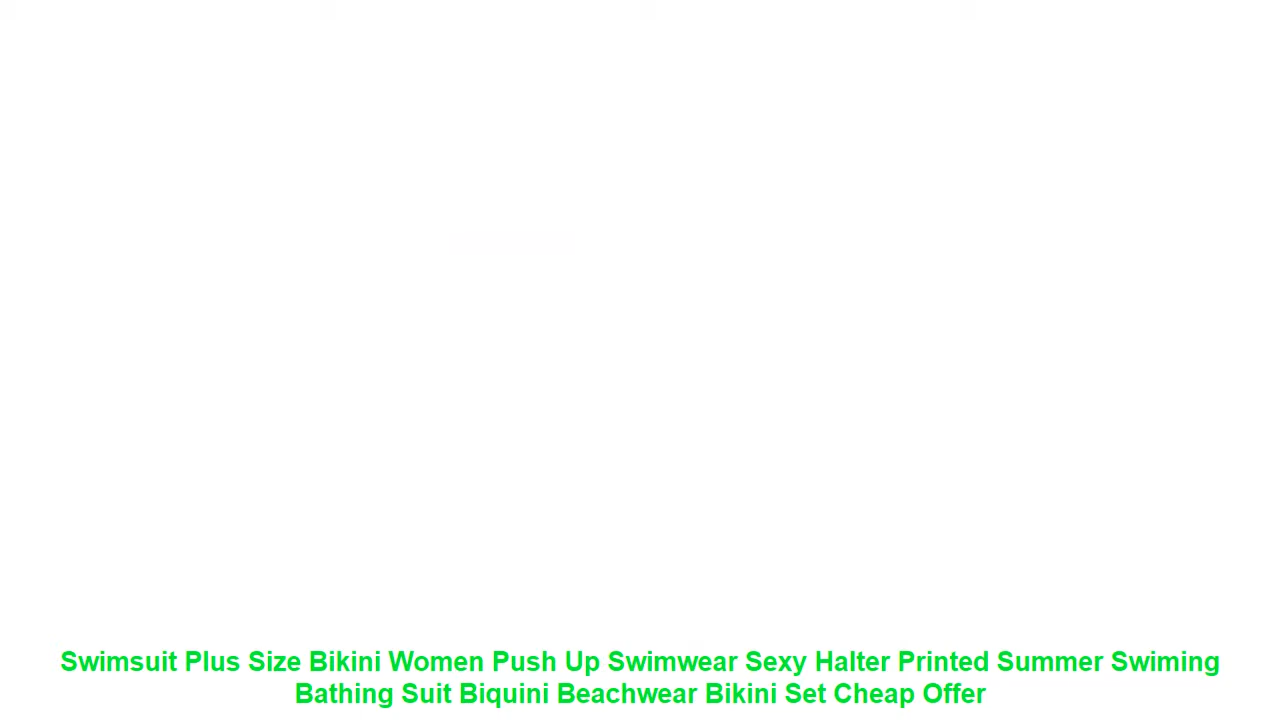 Swimsuit Plus Size Bikini Women Push Up Swimwear Sexy Halter Printed Summer Swiming
Bathing Suit Biquini Beachwear Bikini Set Cheap Offer